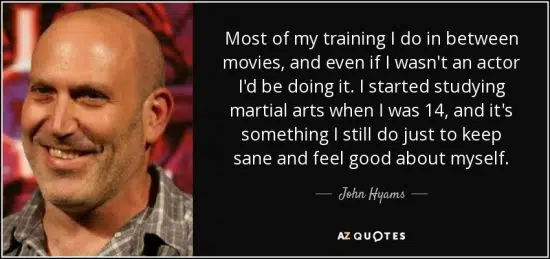 Most of my training I do in between
movies, and even if I wasn't an actor
I'd be doing it. I started studying
martial arts when I was 14, and it's
something I still do just to keep
sane and feel good about myself.
John Hyams
AZ QUOTES